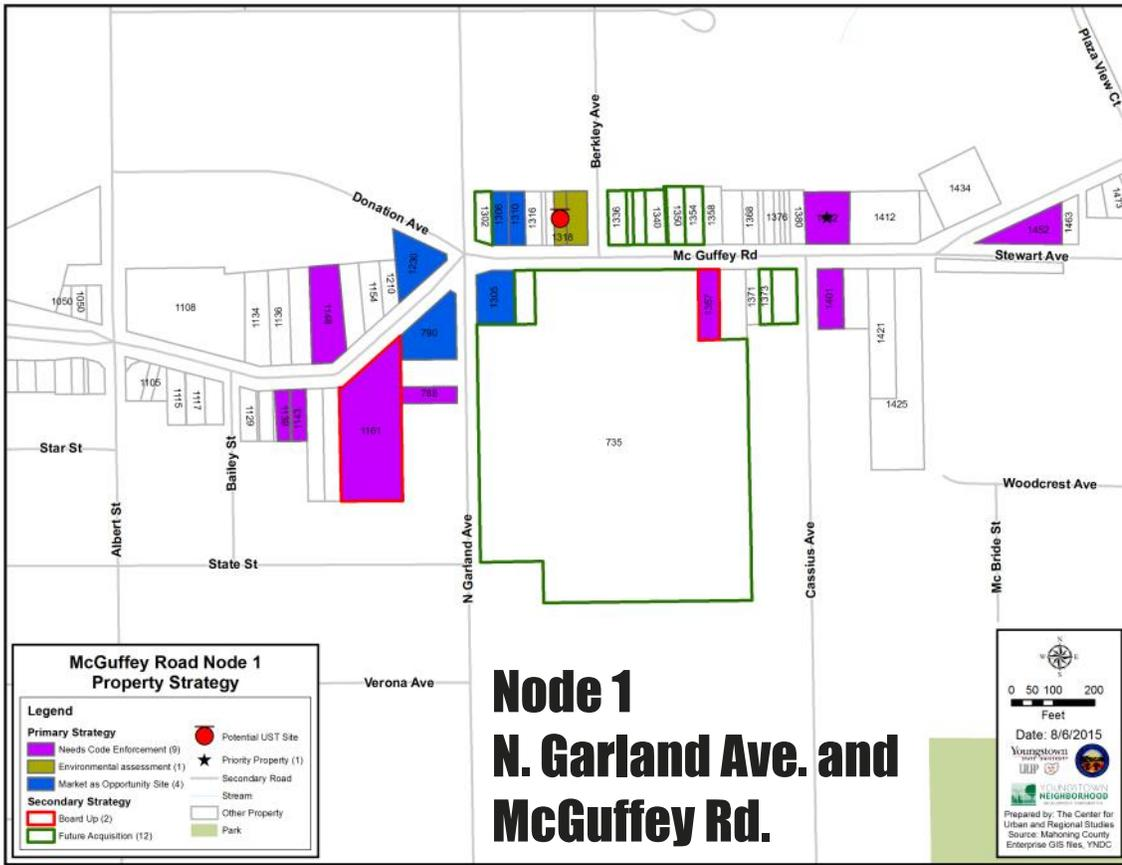 Plaza View Ct
Berkley Ave
Donation Ave
1302
1306
1310
1316
1318
1336
1340
1350
1354
1358
1368
1376
1380
1412
1434
1452
1463
1473
Mc Guffey Rd
Stewart Ave
1050
1050
1108
1134
1136
1148
1154
1210
1230
790
788
1305
1357
1371
1373
1401
1421
1425
1105
1115
1117
1129
1139
1143
1161
735
Star St
Bailey St
Albert St
State St
N Garland Ave
Cassius Ave
Woodcrest Ave
Mc Bride St
Verona Ave
McGuffey Road Node 1
Property Strategy
Legend
Primary Strategy
Needs Code Enforcement (9)
Environmental assessment (1)
Market as Opportunity Site (4)
Secondary Strategy
Board Up (2)
Future Acquisition (12)
Potential UST Site
Priority Property (1)
Secondary Road
Stream
Other Property
Park
Node 1
N. Garland Ave. and
McGuffey Rd.
N
W E
S
0 50 100 200
Feet
Date: 8/6/2015
Youngstown
STATE UNIVERSITY
YOUNGSTOWN
NEIGHBORHOOD
DEVELOPMENT CORPORATION
Prepared by: The Center for
Urban and Regional Studies
Source: Mahoning County
Enterprise GIS files, YNDC